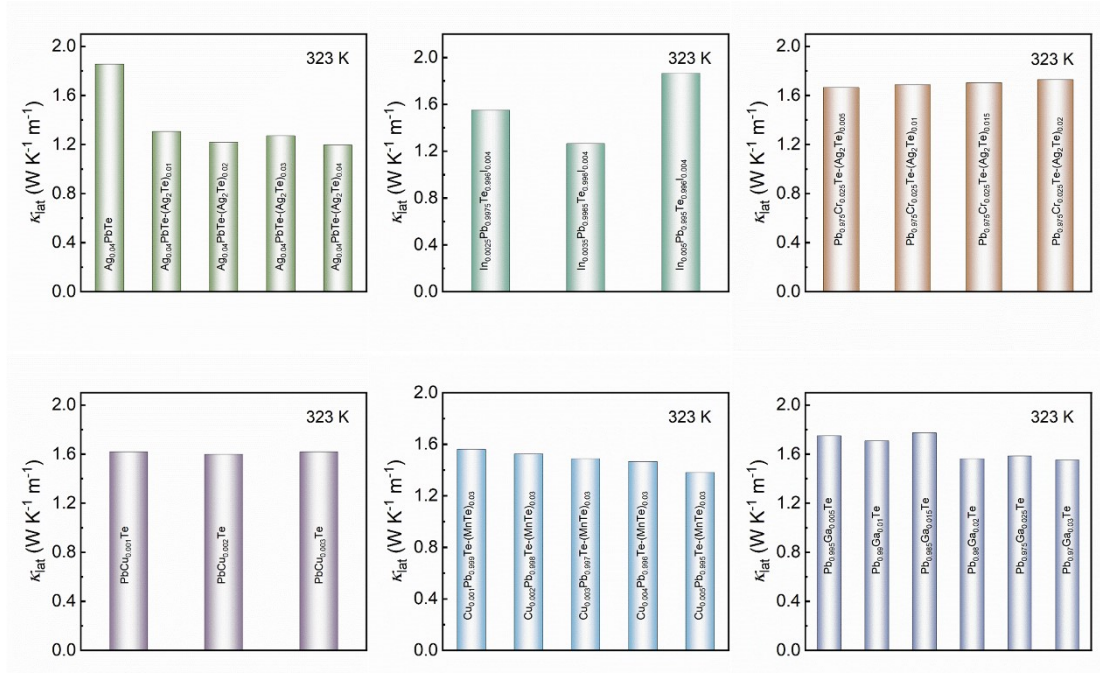 2.0
1.6
1.2
0.8
0.4
0.0
κlat (W K-1 m-1)
323 K
Ag0.04PbTe
Ag0.04PbTe-(Ag2Te)0.01
Ag0.04PbTe-(Ag2Te)0.02
Ag0.04PbTe-(Ag2Te)0.03
Ag0.04PbTe-(Ag2Te)0.04
2.0
1.6
1.2
0.8
0.4
0.0
κlat (W K-1 m-1)
323 K
In0.0025Pb0.9975Te0.996I0.004
In0.0035Pb0.9965Te0.996I0.004
In0.005Pb0.995Te0.996I0.004
2.0
1.6
1.2
0.8
0.4
0.0
κlat (W K-1 m-1)
323 K
Pb0.975Cr0.025Te-(Ag2Te)0.005
Pb0.975Cr0.025Te-(Ag2Te)0.01
Pb0.975Cr0.025Te-(Ag2Te)0.015
Pb0.975Cr0.025Te-(Ag2Te)0.02
2.0
1.6
1.2
0.8
0.4
0.0
κlat (W K-1 m-1)
323 K
PbCu0.001Te
PbCu0.002Te
PbCu0.003Te
2.0
1.6
1.2
0.8
0.4
0.0
κlat (W K-1 m-1)
323 K
Cu0.001Pb0.999Te-(MnTe)0.03
Cu0.002Pb0.998Te-(MnTe)0.03
Cu0.003Pb0.997Te-(MnTe)0.03
Cu0.004Pb0.996Te-(MnTe)0.03
Cu0.005Pb0.995Te-(MnTe)0.03
2.0
1.6
1.2
0.8
0.4
0.0
κlat (W K-1 m-1)
323 K
Pb0.995Ga0.005Te
Pb0.99Ga0.01Te
Pb0.985Ga0.015Te
Pb0.98Ga0.02Te
Pb0.975Ga0.025Te
Pb0.97Ga0.03Te